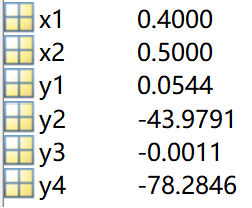 x1 0.4000
x2 0.5000
y1 0.0544
y2 -43.9791
y3 -0.0011
y4 -78.2846